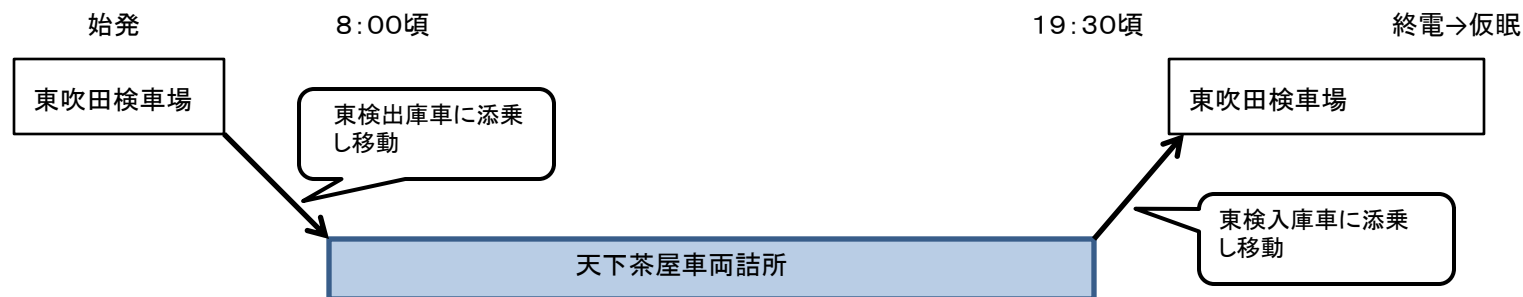 始発
8:00頃
19:30頃
終電→仮眠
東吹田検車場
東検出庫車に添乗
し移動
東吹田検車場
東検入庫車に添乗
し移動
天下茶屋車両詰所